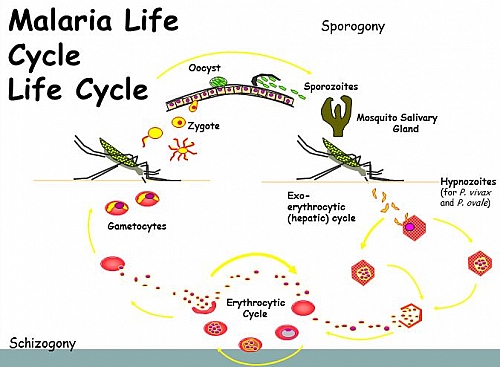 Malaria Life
Cycle
Life Cycle
Sporogony
Oocyst
Sporozoites
Mosquito Salivary
Gland
Zygote
Hypnozoites
(for P. vivax
and P. ovale)
Exo-
erythrocytic
(hepatic) cycle
Gametocytes
Erythrocytic
Cycle
Schizogony